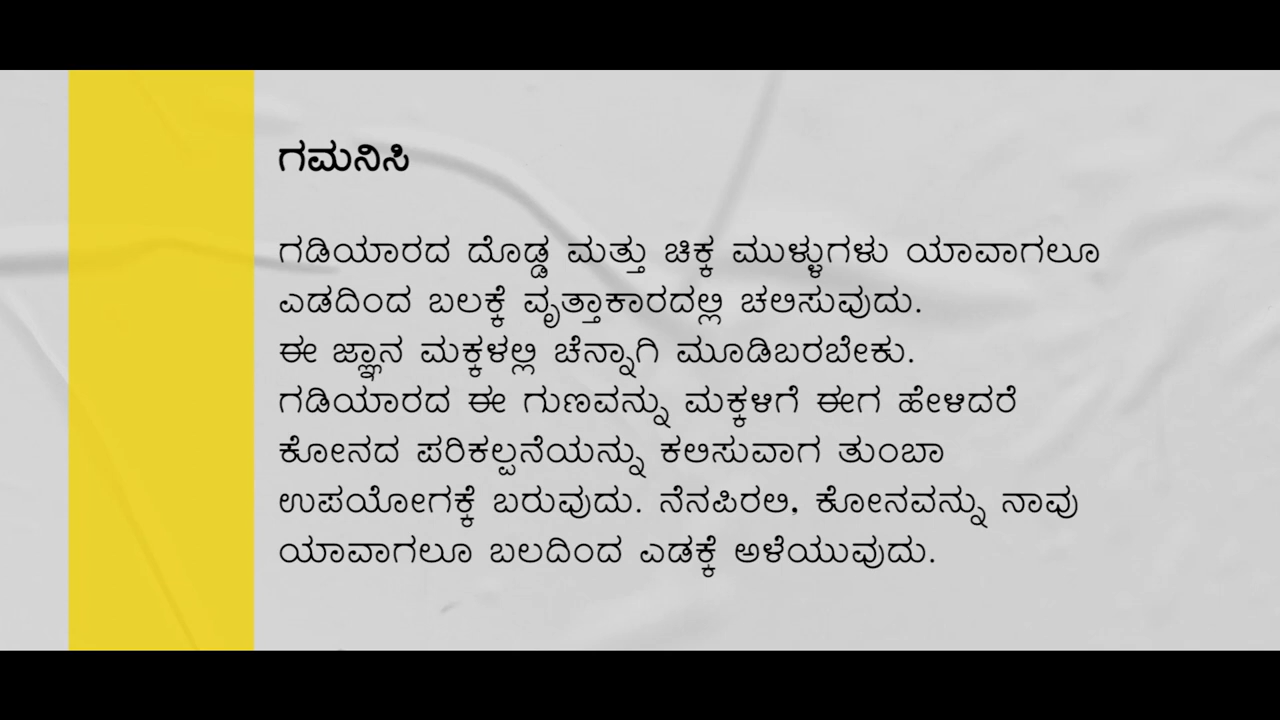 ಗಮನಿಸಿ
ಗಡಿಯಾರದ ದೊಡ್ಡ ಮತ್ತು ಚಿಕ್ಕ ಮುಳ್ಳುಗಳು ಯಾವಾಗಲೂ
ಎಡದಿಂದ ಬಲಕ್ಕೆ ವೃತ್ತಾಕಾರದಲ್ಲಿ ಚಲಿಸುವುದು.
ಈ ಜ್ಞಾನ ಮಕ್ಕಳಲ್ಲಿ ಚೆನ್ನಾಗಿ ಮೂಡಿಬರಬೇಕು.
ಗಡಿಯಾರದ ಈ ಗುಣವನ್ನು ಮಕ್ಕಳಿಗೆ ಈಗ ಹೇಳಿದರೆ
ಕೋನದ ಪರಿಕಲ್ಪನೆಯನ್ನು ಕಲಿಸುವಾಗ ತುಂಬಾ
ಉಪಯೋಗಕ್ಕೆ ಬರುವುದು. ನೆನಪಿರಲಿ, ಕೋನವನ್ನು ನಾವು
ಯಾವಾಗಲೂ ಬಲದಿಂದ ಎಡಕ್ಕೆ ಅಳೆಯುವುದು.